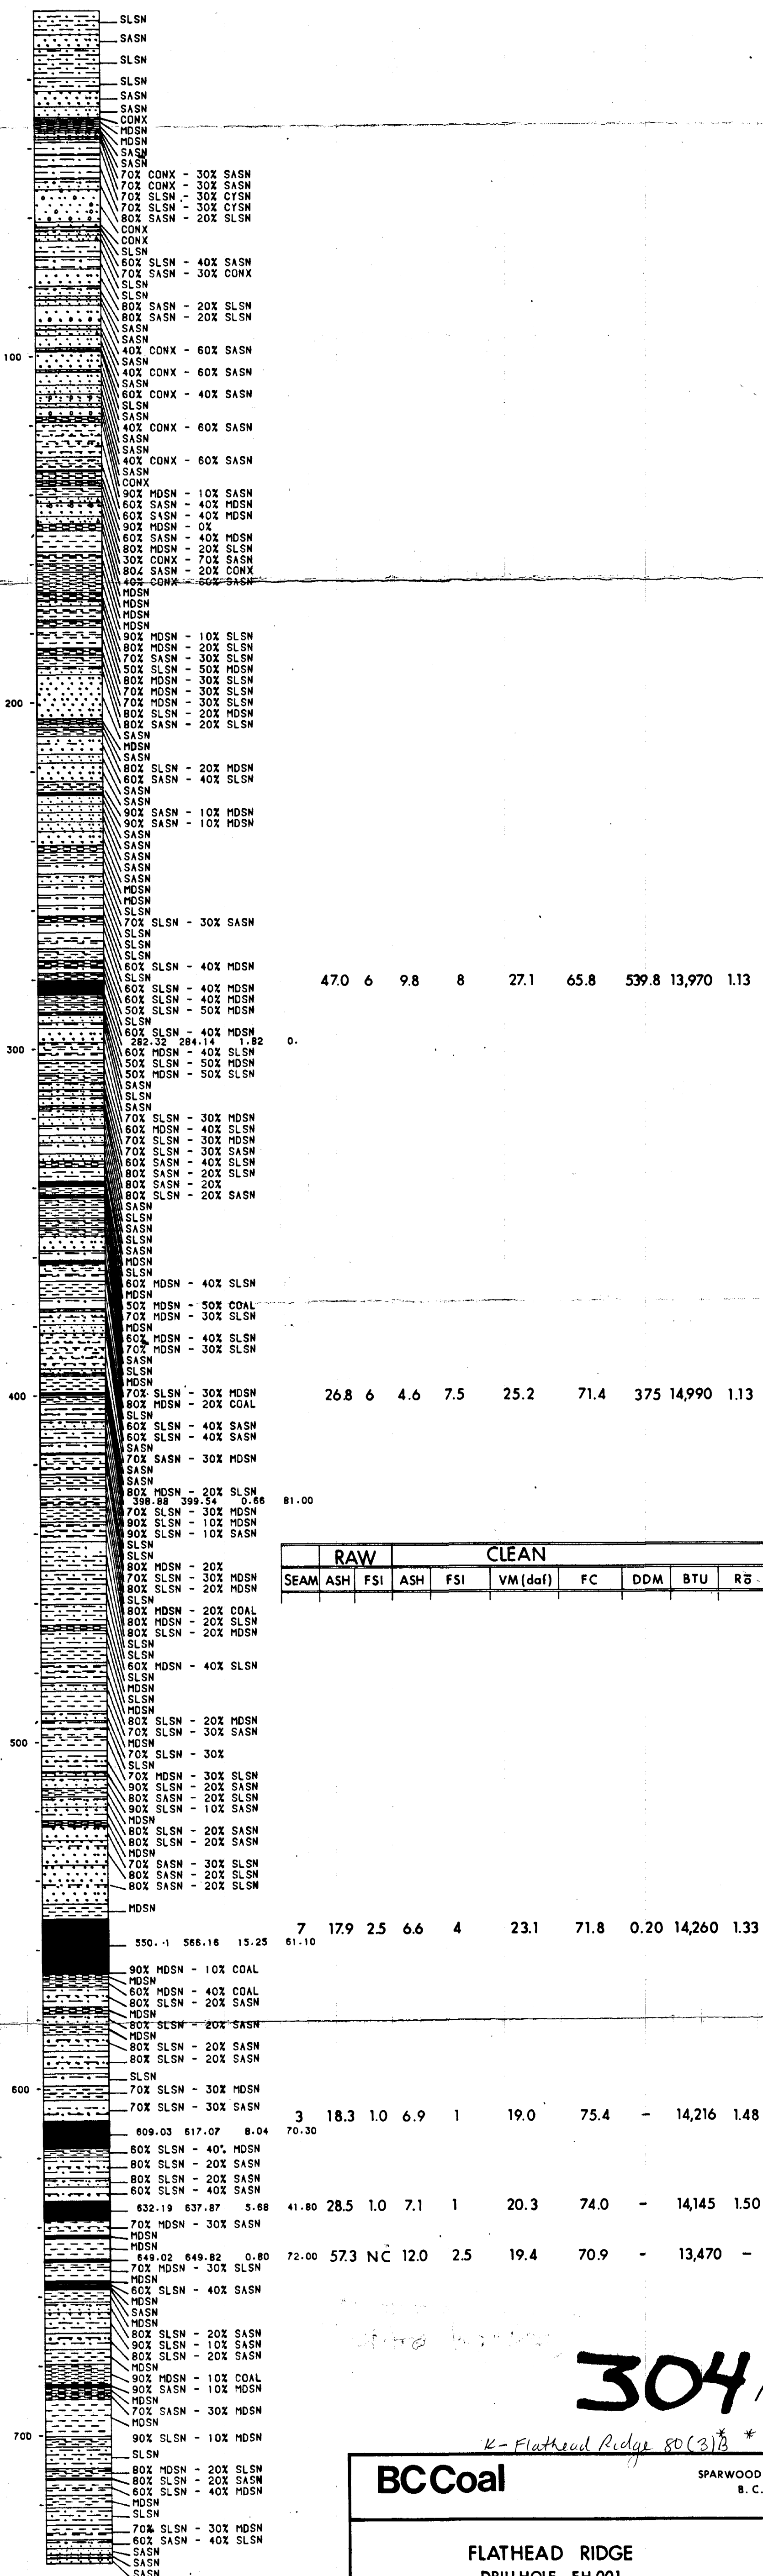 SLSN
SASN
SLSN
SLSN
SASN
SASN
CONX
MDSN
MDSN
SASN
SASN
70% CONX - 30% SASN
70% CONX - 30% SASN
70% SLSN - 30% CYSN
70% SLSN - 30% CYSN
80% SASN - 20% SLSN
CONX
CONX
SLSN
60% SLSN - 40% SASN
70% SASN - 30% CONX
SLSN
SLSN
80% SASN - 20% SLSN
80% SASN - 20% SLSN
SASN
SASN
40% CONX - 60% SASN
100
SASN
40% CONX - 60% SASN
SASN
60% CONX - 40% SASN
SLSN
SASN
40% CONX - 60% SASN
SASN
SASN
40% CONX - 60% SASN
SASN
CONX
90% MDSN - 10% SASN
60% SASN - 40% MDSN
60% SASN - 40% MDSN
90% MDSN - 0%
60% SASN - 40% MDSN
80% MDSN - 20% SLSN
30% CONX - 70% SASN
80% SASN - 20% CONX
40% CONX - 60% SASN
MDSN
MDSN
MDSN
MDSN
90% MDSN - 10% SLSN
80% MDSN - 20% SLSN
70% SASN - 30% SLSN
50% SLSN - 50% MDSN
80% MDSN - 30% SLSN
70% MDSN - 30% SLSN
70% MDSN - 30% SLSN
200
80% SLSN - 20% MDSN
80% SASN - 20% SLSN
SASN
MDSN
SASN
80% SLSN - 20% MDSN
60% SASN - 40% SLSN
SASN
SASN
90% SASN - 10% MDSN
90% SASN - 10% MDSN
SASN
SASN
SASN
SASN
SASN
MDSN
MDSN
SLSN
70% SLSN - 30% SASN
SLSN
SLSN
SLSN
60% SLSN - 40% MDSN
SLSN 47.0 6 9.8 8 27.1 65.8 539.8 13,970 1.13
60% SLSN - 40% MDSN
60% SLSN - 40% MDSN
50% SLSN - 50% MDSN
SLSN
60% SLSN - 40% MDSN
282.32 284.14 1.82 0.
300
60% MDSN - 40% SLSN
50% SLSN - 50% MDSN
50% MDSN - 50% SLSN
SASN
SLSN
SASN
70% SLSN - 30% MDSN
60% MDSN - 40% SLSN
70% SLSN - 30% MDSN
70% SLSN - 30% SASN
60% SASN - 40% SLSN
80% SASN - 20% SLSN
80% SASN - 20%
80% SLSN - 20% SASN
SASN
SLSN
SASN
SLSN
SASN
MDSN
SLSN
60% MDSN - 40% SLSN
MDSN
50% MDSN - 50% COAL
70% MDSN - 30% SLSN
MDSN
60% MDSN - 40% SLSN
70% MDSN - 30% SLSN
SASN
SLSN
MDSN
400
70% SLSN - 30% MDSN 26.8 6 4.6 7.5 25.2 71.4 375 14,990 1.13
80% MDSN - 20% COAL
SLSN
60% SLSN - 40% SASN
60% SLSN - 40% SASN
SASN
70% SASN - 30% MDSN
SASN
SASN
80% MDSN - 20% SLSN
398.88 399.54 0.66 81.00
70% SLSN - 30% MDSN
90% SLSN - 10% MDSN
90% SLSN - 10% SASN
SLSN
SLSN
RAW CLEAN
80% MDSN - 20%
70% SLSN - 30% MDSN
SEAM ASH FSI ASH FSI VM (daf) FC DDM BTU Rō
80% SLSN - 20% MDSN
SLSN
80% MDSN - 20% COAL
80% MDSN - 20% SLSN
80% SLSN - 20% MDSN
SLSN
SLSN
60% MDSN - 40% SLSN
SLSN
MDSN
SLSN
MDSN
80% SLSN - 20% MDSN
70% SLSN - 30% SASN
500
MDSN
70% SLSN - 30%
SLSN
70% MDSN - 30% SLSN
90% SLSN - 20% SASN
80% SASN - 20% SLSN
90% SLSN - 10% SASN
MDSN
80% SLSN - 20% SASN
80% SLSN - 20% SASN
MDSN
70% SASN - 30% SLSN
80% SASN - 20% SLSN
80% SASN - 20% SLSN
MDSN
7 17.9 2.5 6.6 4 23.1 71.8 0.20 14,260 1.33
566.16 15.25 61.10
90% MDSN - 10% COAL
MDSN
60% MDSN - 40% COAL
80% SLSN - 20% SASN
MDSN
80% SLSN - 20% SASN
MDSN
80% SLSN - 20% SASN
80% SLSN - 20% SASN
SLSN
600
70% SLSN - 30% MDSN
70% SLSN - 30% SASN
3 18.3 1.0 6.9 1 19.0 75.4 - 14,216 1.48
609.03 617.07 8.04 70.30
60% SLSN - 40% MDSN
80% SLSN - 20% SASN
80% SLSN - 20% SASN
60% SLSN - 40% SASN
632.19 637.87 5.68 41.80 28.5 1.0 7.1 1 20.3 74.0 - 14,145 1.50
70% MDSN - 30% SASN
MDSN
MDSN
649.02 649.82 0.80 72.00 57.3 NC 12.0 2.5 19.4 70.9 - 13,470 -
70% MDSN - 30% SLSN
MDSN
60% SLSN - 40% SASN
MDSN
SASN
MDSN
80% SLSN - 20% SASN
90% SLSN - 10% SASN
80% SLSN - 20% SASN
MDSN
90% MDSN - 10% COAL
90% SASN - 10% MDSN
MDSN
70% SASN - 30% MDSN
MDSN
304
700
90% SLSN - 10% MDSN
K-Flathead Ridge 80(3)B * *
SLSN
80% MDSN - 20% SLSN
80% SLSN - 20% SASN
60% SLSN - 40% MDSN
MDSN
SLSN
BC Coal
SPARWOOD
B. C.
70% SLSN - 30% MDSN
60% SASN - 40% SLSN
SASN
SASN
SASN
FLATHEAD RIDGE
DRILLHOLE FH 001